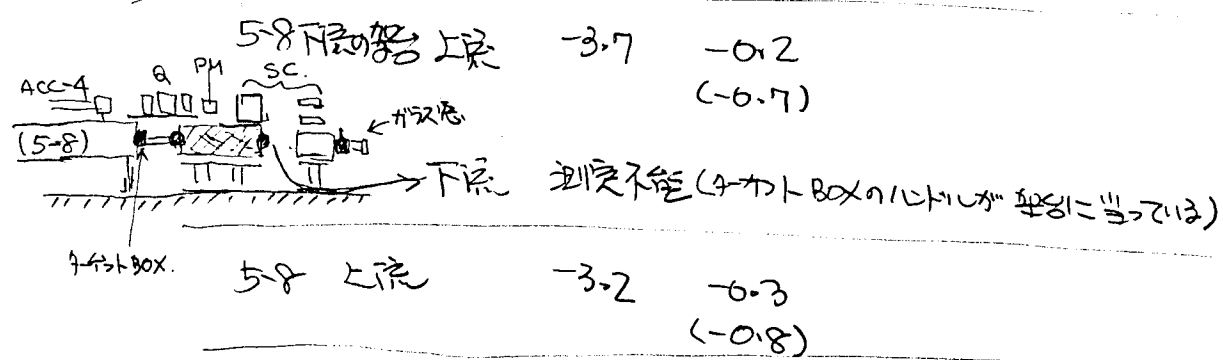 5-8下流の架台 上流 -3.7 -0.2
(-0.7)
ACC-4 Q PM SC.
(5-8)
ガラス窓
下流 測定不能(ターゲットBOXのハンドルが架台に当っている)
ターゲットBOX.
5-8 上流 -3.2 -0.3
(-0.8)